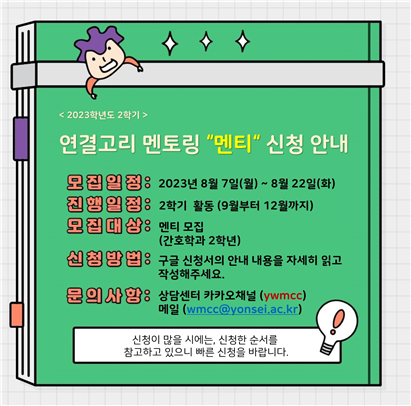 < 2023학년도 2학기 >
연결고리 멘토링 "멘티" 신청 안내
모집일정: 2023년 8월 7일(월) ~ 8월 22일(화)
진행일정: 2학기 활동 (9월부터 12월까지)
모집대상: 멘티 모집
(간호학과 2학년)
신청방법: 구글 신청서의 안내 내용을 자세히 읽고
작성해주세요.
문의사항: 상담센터 카카오채널 (ywmcc)
메일 (wmcc@yonsei.ac.kr)
신청이 많을 시에는, 신청한 순서를
참고하고 있으니 빠른 신청을 바랍니다.